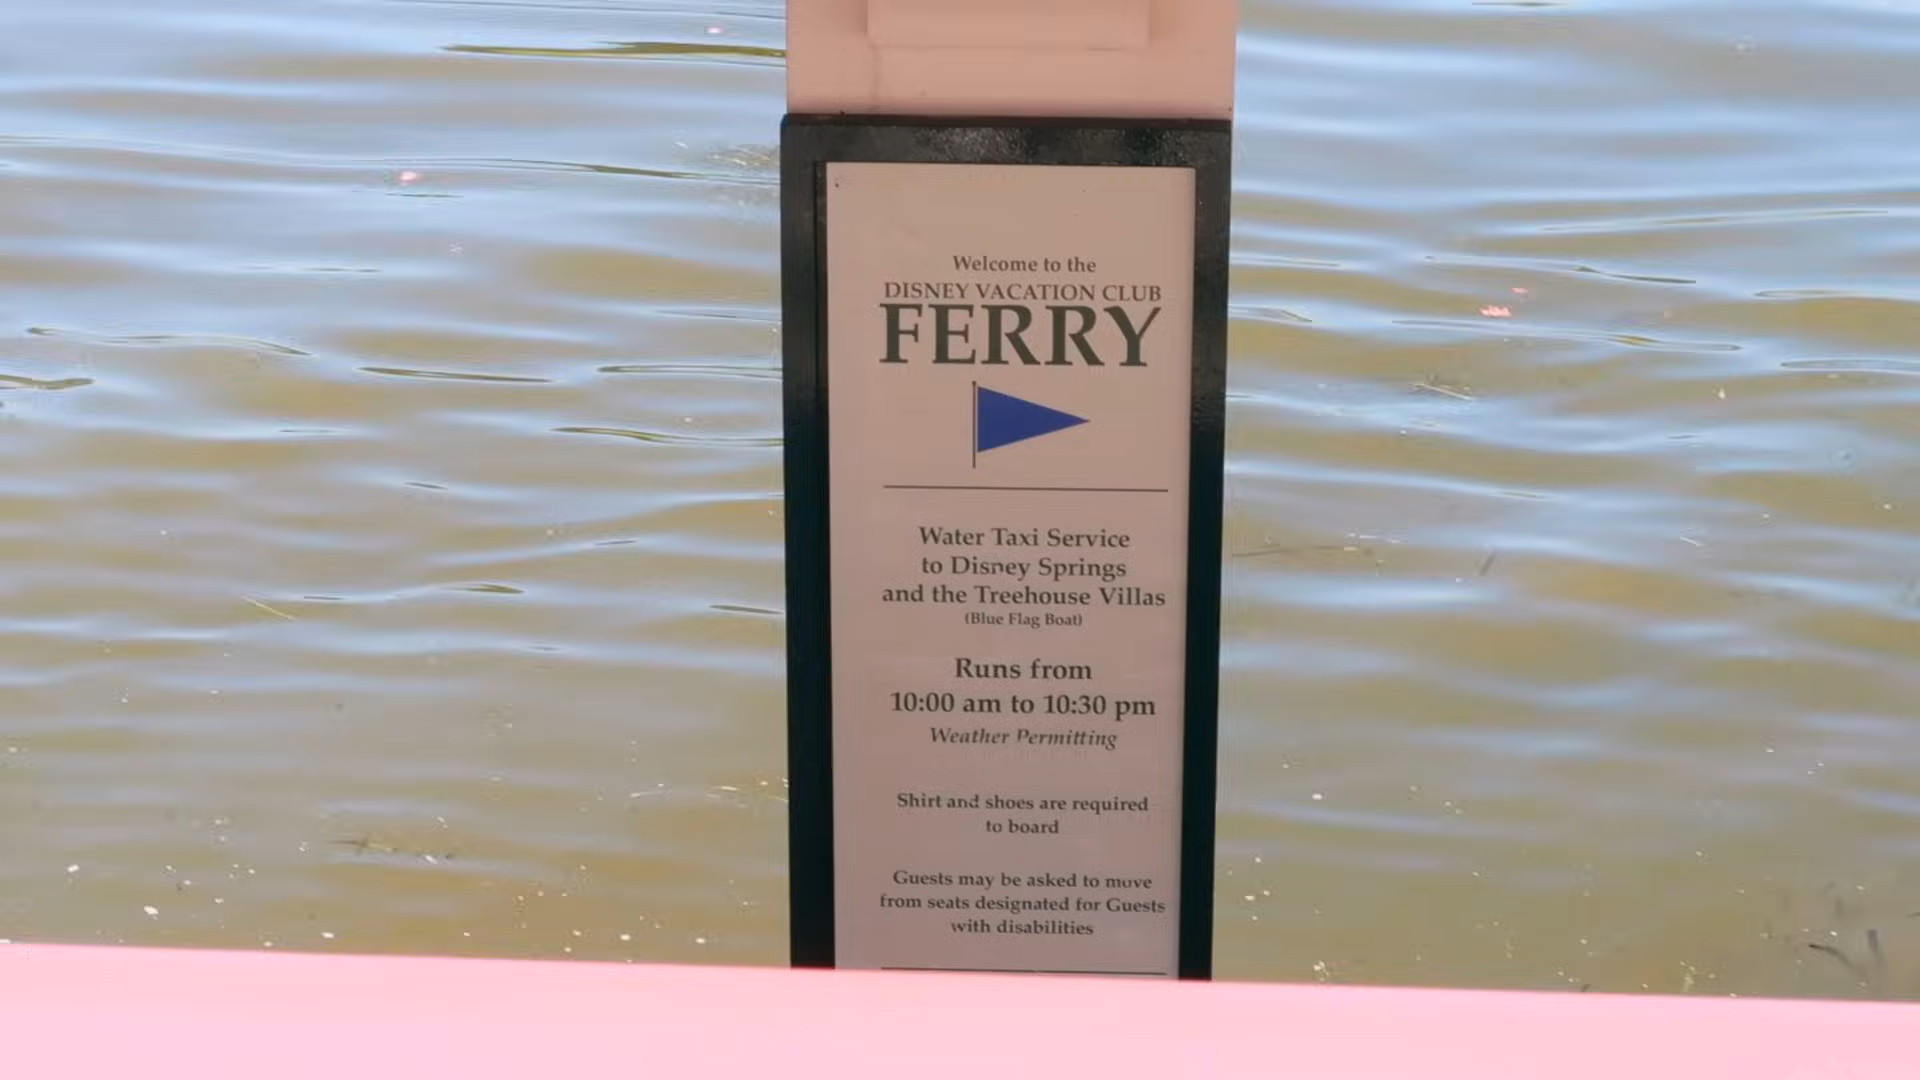 Welcome to the
DISNEY VACATION CLUB
FERRY
Water Taxi Service
to Disney Springs
and the Treehouse Villas
(Blue Flag Boat)
Runs from
10:00 am to 10:30 pm
Weather Permitting
Shirt and shoes are required
to board
Guests may be asked to move
from seats designated for Guests
with disabilities